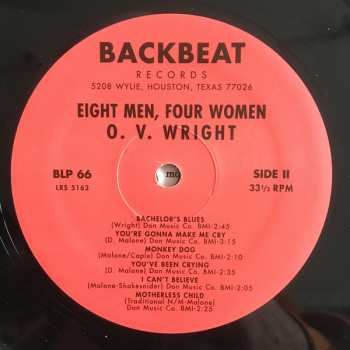 BACKBEAT
RECORDS
5208 WYLIE, HOUSTON, TEXAS 77026
EIGHT MEN, FOUR WOMEN
O. V. WRIGHT
BLP 66
LRS 5162
SIDE II
33⅓ RPM
BACHELOR'S BLUES
(Wright) Don Music Co. BMI-2:45
YOU'RE GONNA MAKE ME CRY
(D. Malone) Don Music Co. BMI-3:15
MONKEY DOG
(Malone/Caple) Don Music Co. BMI-2:10
YOU'VE BEEN CRYING
(D. Malone) Don Music Co. BMI-2:35
I CAN'T BELIEVE
(Malone-Shakesnider) Don Music Co. BMI-2:05
MOTHERLESS CHILD
(Traditional N/M-Malone)
Don Music Co. BMI-2:25